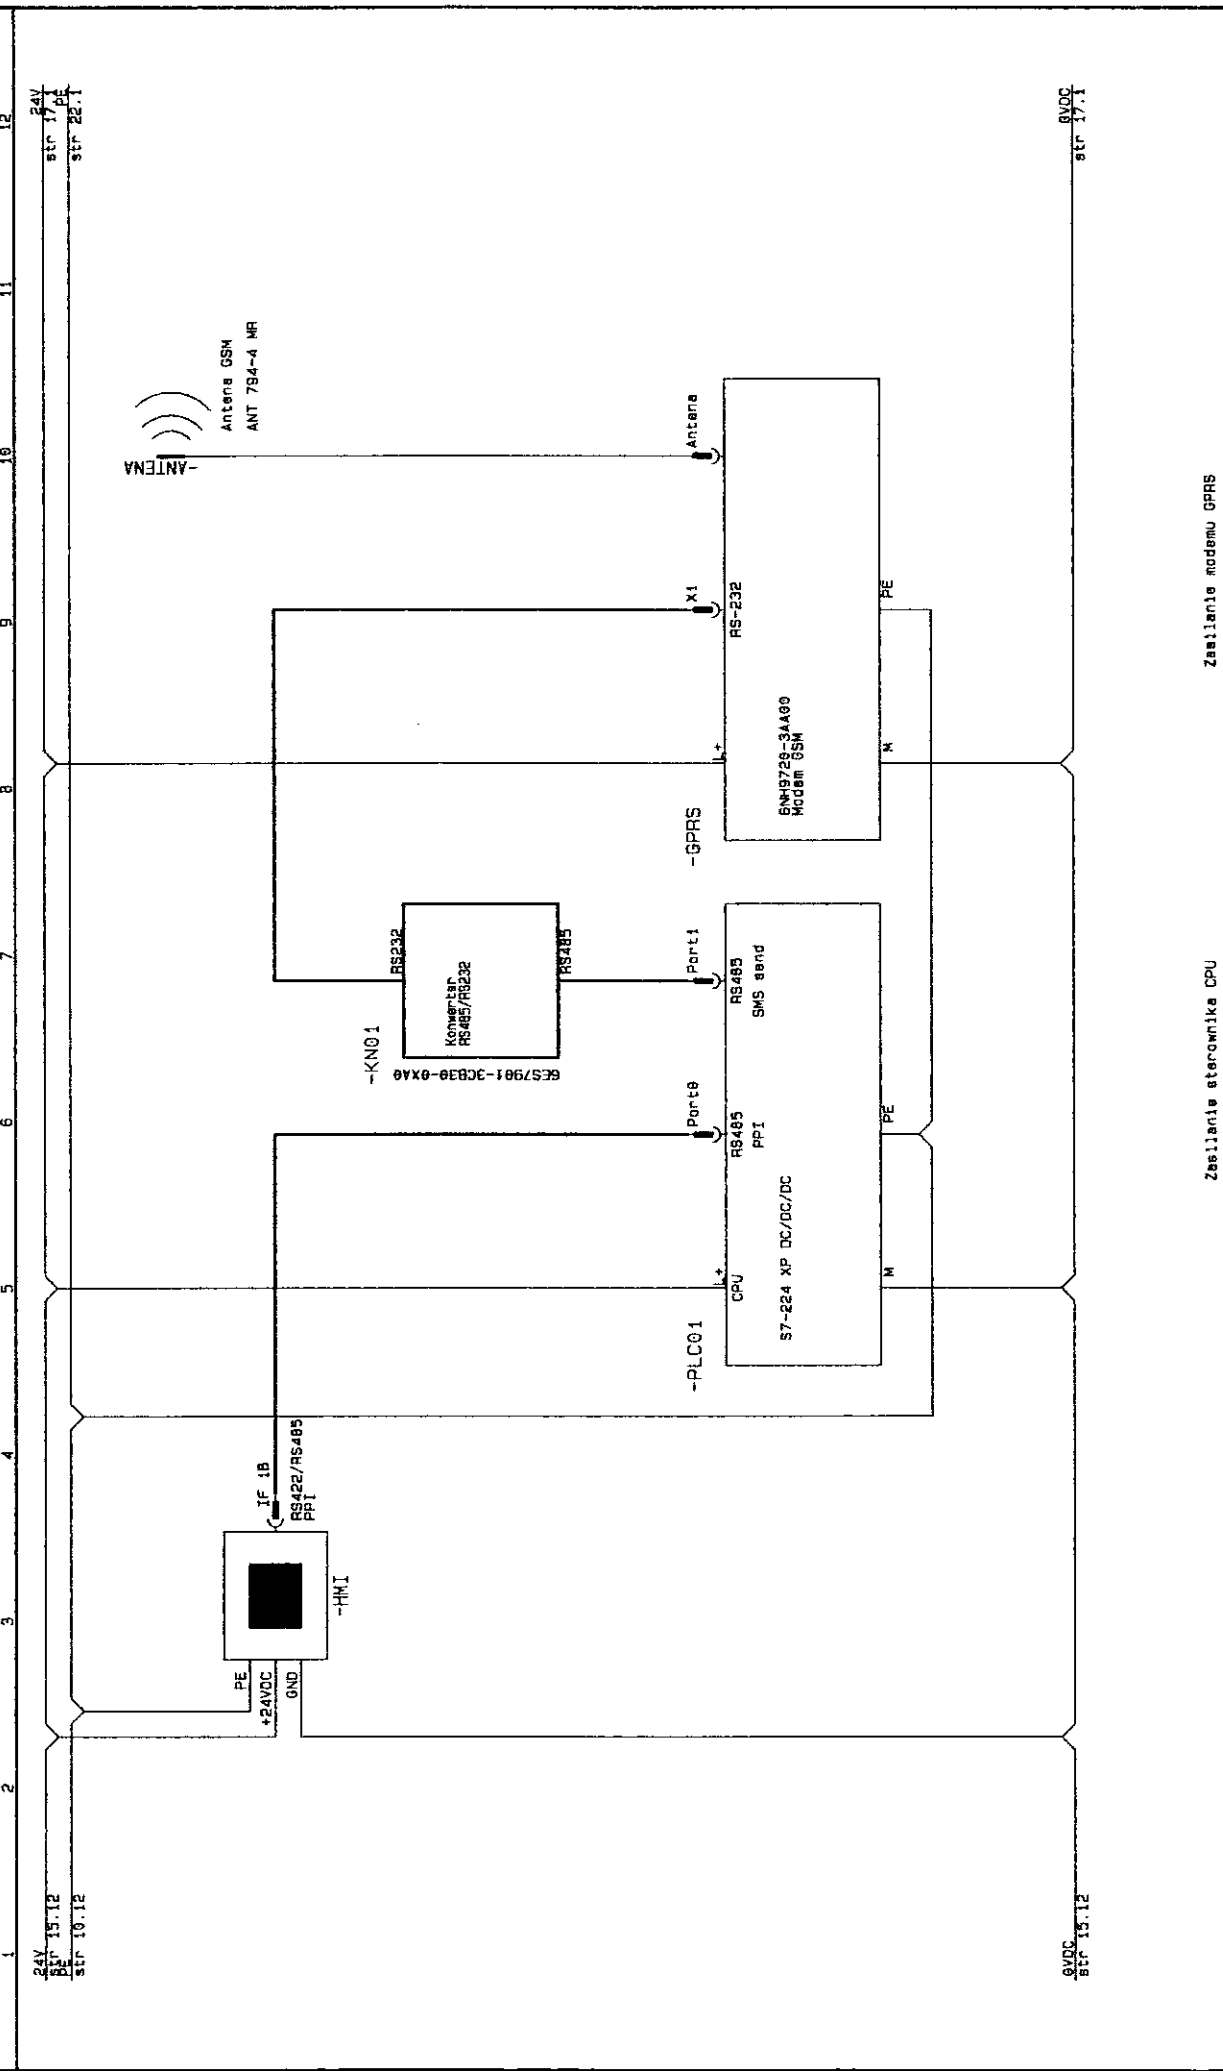 1
2
3
4
5
6
7
8
9
10
11
12
24V
str 15.12
PE
str 10.12
24V
str 17.1
PE
str 22.1
-ANTENA
Antena GSM
ANT 794-4 MR
PE
+24VDC
GND
-HMI
IF 1B
RS422/RS485
PPI
-KN01
RS232
Konwerter
RS485/RS232
RS485
6ES7901-3CB30-0XA0
Port0
Port1
X1
Antena
-PLC01
L+
CPU
RS485
PPI
RS485
SMS send
S7-224 XP DC/DC/DC
M
PE
-GPRS
L+
RS-232
6NH9720-3AA00
Modem GSM
M
PE
0VDC
str 15.12
0VDC
str 17.1
Zasilanie sterownika CPU
Zasilanie modemu GPRS